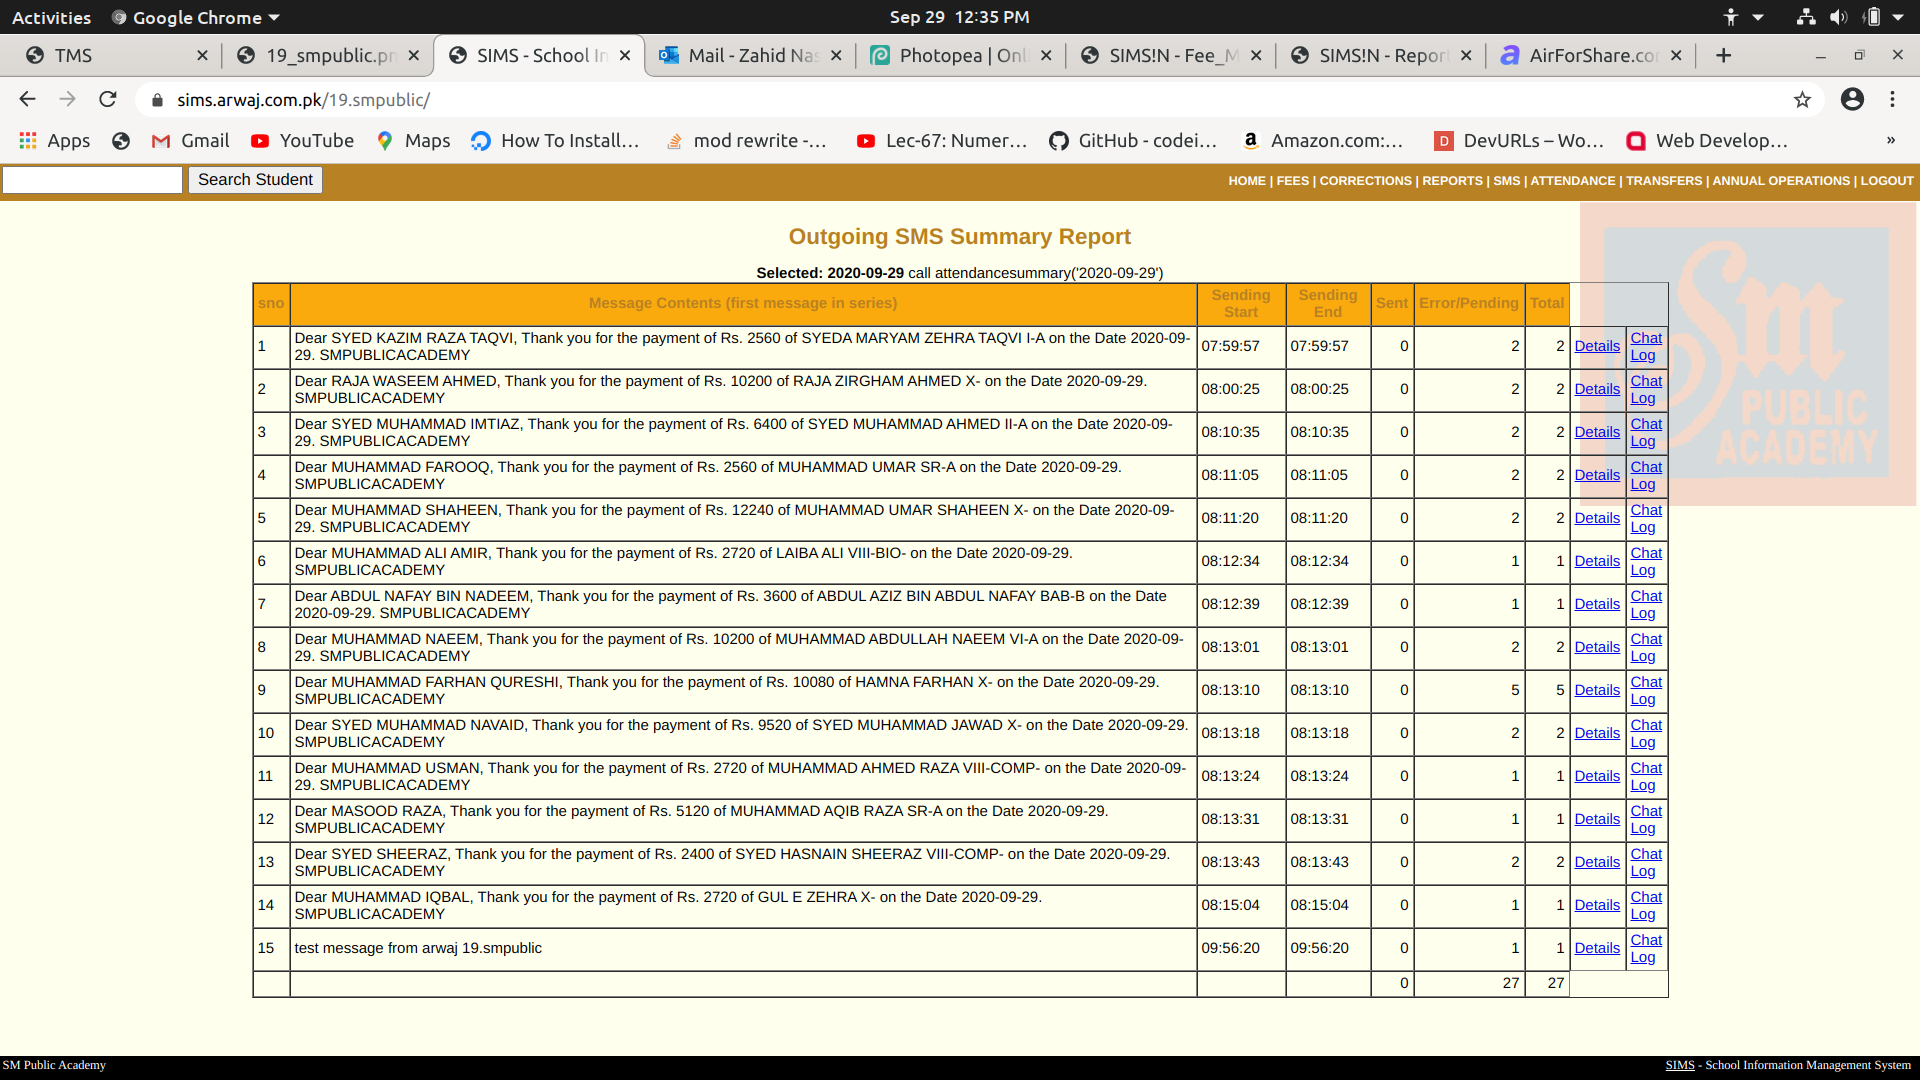 Activities Google Chrome Sep 29 12:35 PM
TMS 19_smpublic.pn SIMS - School In Mail - Zahid Nas Photopea | Onli SIMS!N - Fee_M SIMS!N - Report AirForShare.co
sims.arwaj.com.pk/19.smpublic/
Apps Gmail YouTube Maps How To Install... mod rewrite -... Lec-67: Numer... GitHub - codei... Amazon.com:... DevURLs – Wo... Web Develop... »
Search Student HOME | FEES | CORRECTIONS | REPORTS | SMS | ATTENDANCE | TRANSFERS | ANNUAL OPERATIONS | LOGOUT
Outgoing SMS Summary Report
Selected: 2020-09-29 call attendancesummary('2020-09-29')
sno Message Contents (first message in series) Sending Start Sending End Sent Error/Pending Total
1 Dear SYED KAZIM RAZA TAQVI, Thank you for the payment of Rs. 2560 of SYEDA MARYAM ZEHRA TAQVI I-A on the Date 2020-09-
29. SMPUBLICACADEMY 07:59:57 07:59:57 0 2 2 Details Chat Log
2 Dear RAJA WASEEM AHMED, Thank you for the payment of Rs. 10200 of RAJA ZIRGHAM AHMED X- on the Date 2020-09-29.
SMPUBLICACADEMY 08:00:25 08:00:25 0 2 2 Details Chat Log
3 Dear SYED MUHAMMAD IMTIAZ, Thank you for the payment of Rs. 6400 of SYED MUHAMMAD AHMED II-A on the Date 2020-09-
29. SMPUBLICACADEMY 08:10:35 08:10:35 0 2 2 Details Chat Log
4 Dear MUHAMMAD FAROOQ, Thank you for the payment of Rs. 2560 of MUHAMMAD UMAR SR-A on the Date 2020-09-29.
SMPUBLICACADEMY 08:11:05 08:11:05 0 2 2 Details Chat Log
5 Dear MUHAMMAD SHAHEEN, Thank you for the payment of Rs. 12240 of MUHAMMAD UMAR SHAHEEN X- on the Date 2020-09-
29. SMPUBLICACADEMY 08:11:20 08:11:20 0 2 2 Details Chat Log
6 Dear MUHAMMAD ALI AMIR, Thank you for the payment of Rs. 2720 of LAIBA ALI VIII-BIO- on the Date 2020-09-29.
SMPUBLICACADEMY 08:12:34 08:12:34 0 1 1 Details Chat Log
7 Dear ABDUL NAFAY BIN NADEEM, Thank you for the payment of Rs. 3600 of ABDUL AZIZ BIN ABDUL NAFAY BAB-B on the Date
2020-09-29. SMPUBLICACADEMY 08:12:39 08:12:39 0 1 1 Details Chat Log
8 Dear MUHAMMAD NAEEM, Thank you for the payment of Rs. 10200 of MUHAMMAD ABDULLAH NAEEM VI-A on the Date 2020-09-
29. SMPUBLICACADEMY 08:13:01 08:13:01 0 2 2 Details Chat Log
9 Dear MUHAMMAD FARHAN QURESHI, Thank you for the payment of Rs. 10080 of HAMNA FARHAN X- on the Date 2020-09-29.
SMPUBLICACADEMY 08:13:10 08:13:10 0 5 5 Details Chat Log
10 Dear SYED MUHAMMAD NAVAID, Thank you for the payment of Rs. 9520 of SYED MUHAMMAD JAWAD X- on the Date 2020-09-29.
SMPUBLICACADEMY 08:13:18 08:13:18 0 2 2 Details Chat Log
11 Dear MUHAMMAD USMAN, Thank you for the payment of Rs. 2720 of MUHAMMAD AHMED RAZA VIII-COMP- on the Date 2020-09-
29. SMPUBLICACADEMY 08:13:24 08:13:24 0 1 1 Details Chat Log
12 Dear MASOOD RAZA, Thank you for the payment of Rs. 5120 of MUHAMMAD AQIB RAZA SR-A on the Date 2020-09-29.
SMPUBLICACADEMY 08:13:31 08:13:31 0 1 1 Details Chat Log
13 Dear SYED SHEERAZ, Thank you for the payment of Rs. 2400 of SYED HASNAIN SHEERAZ VIII-COMP- on the Date 2020-09-29.
SMPUBLICACADEMY 08:13:43 08:13:43 0 2 2 Details Chat Log
14 Dear MUHAMMAD IQBAL, Thank you for the payment of Rs. 2720 of GUL E ZEHRA X- on the Date 2020-09-29.
SMPUBLICACADEMY 08:15:04 08:15:04 0 1 1 Details Chat Log
15 test message from arwaj 19.smpublic 09:56:20 09:56:20 0 1 1 Details Chat Log
0 27 27
Sm
PUBLIC
ACADEMY
SM Public Academy SIMS - School Information Management System